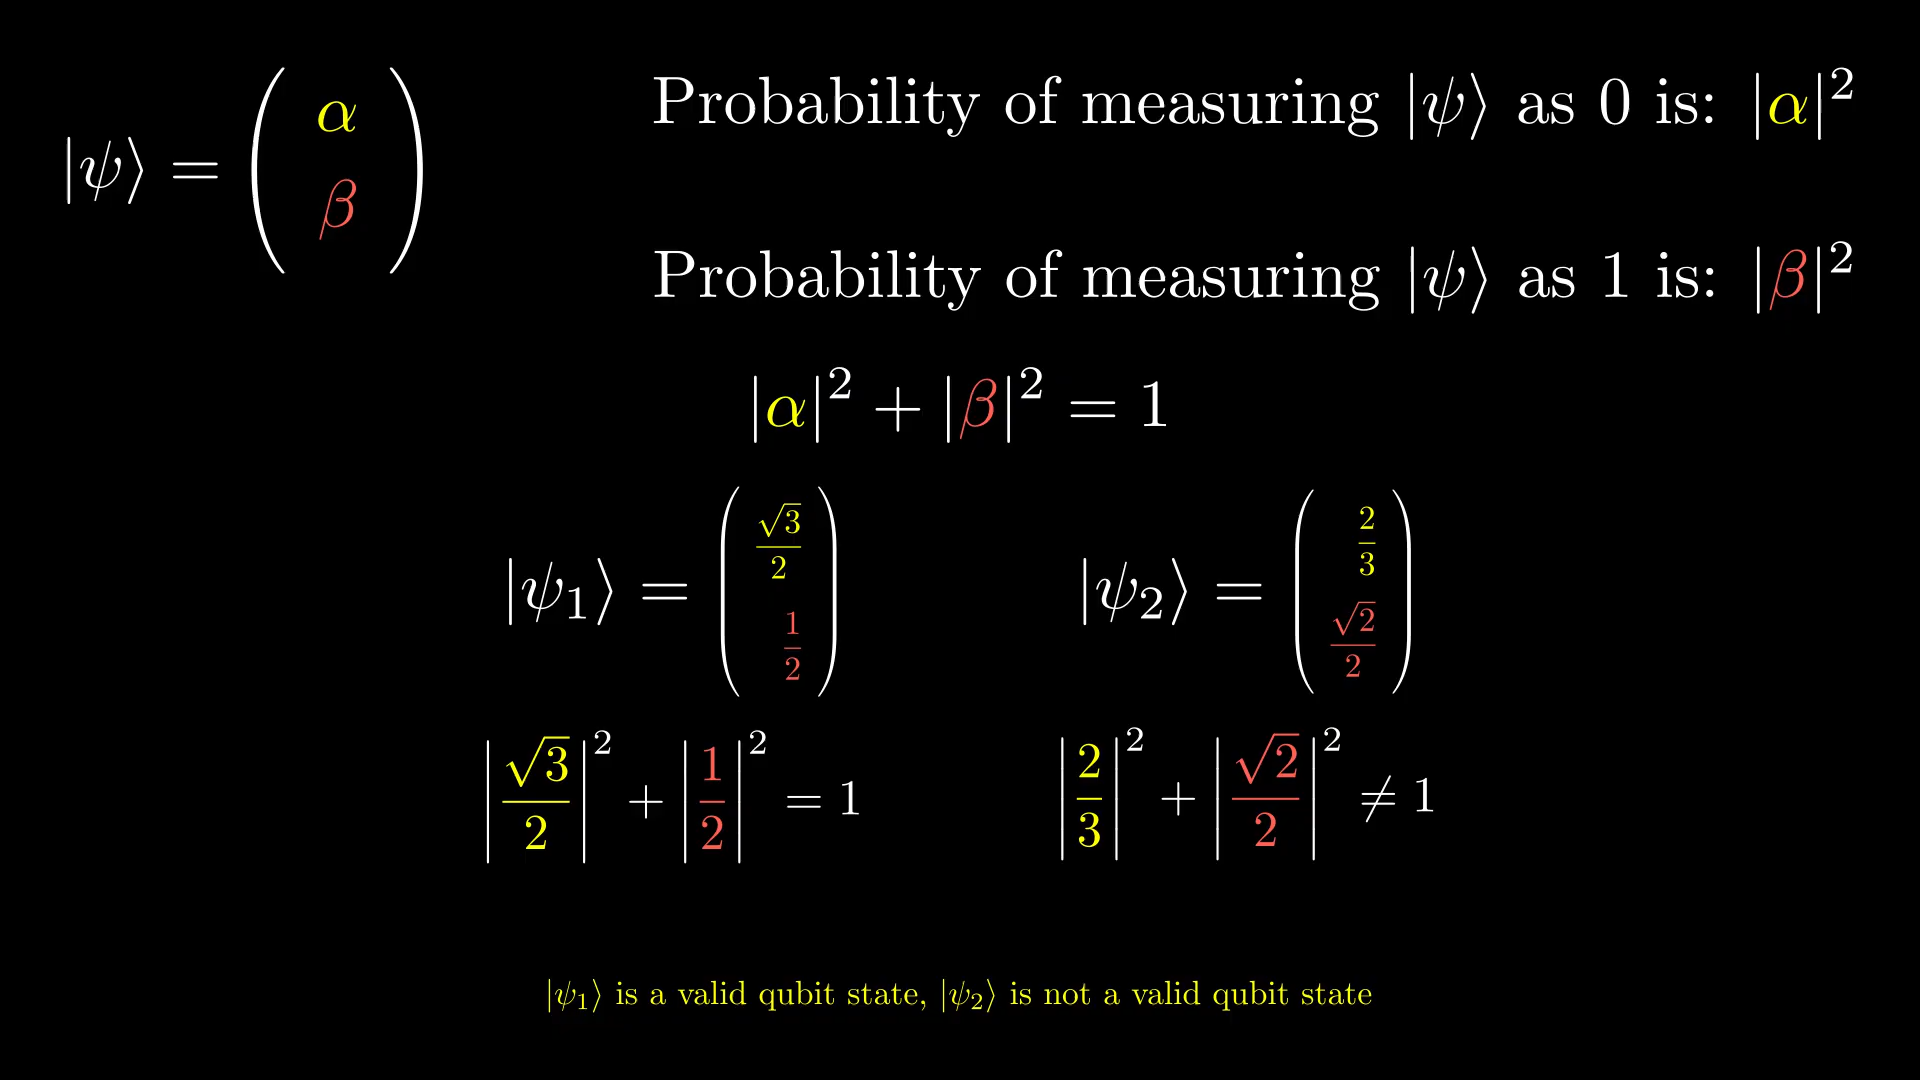 |ψ⟩ = ( α β )
Probability of measuring |ψ⟩ as 0 is: |α|²
Probability of measuring |ψ⟩ as 1 is: |β|²
|α|² + |β|² = 1
|ψ₁⟩ = ( √3/2 1/2 )
|ψ₂⟩ = ( 2/3 √2/2 )
|√3/2|² + |1/2|² = 1
|2/3|² + |√2/2|² ≠ 1
|ψ₁⟩ is a valid qubit state, |ψ₂⟩ is not a valid qubit state